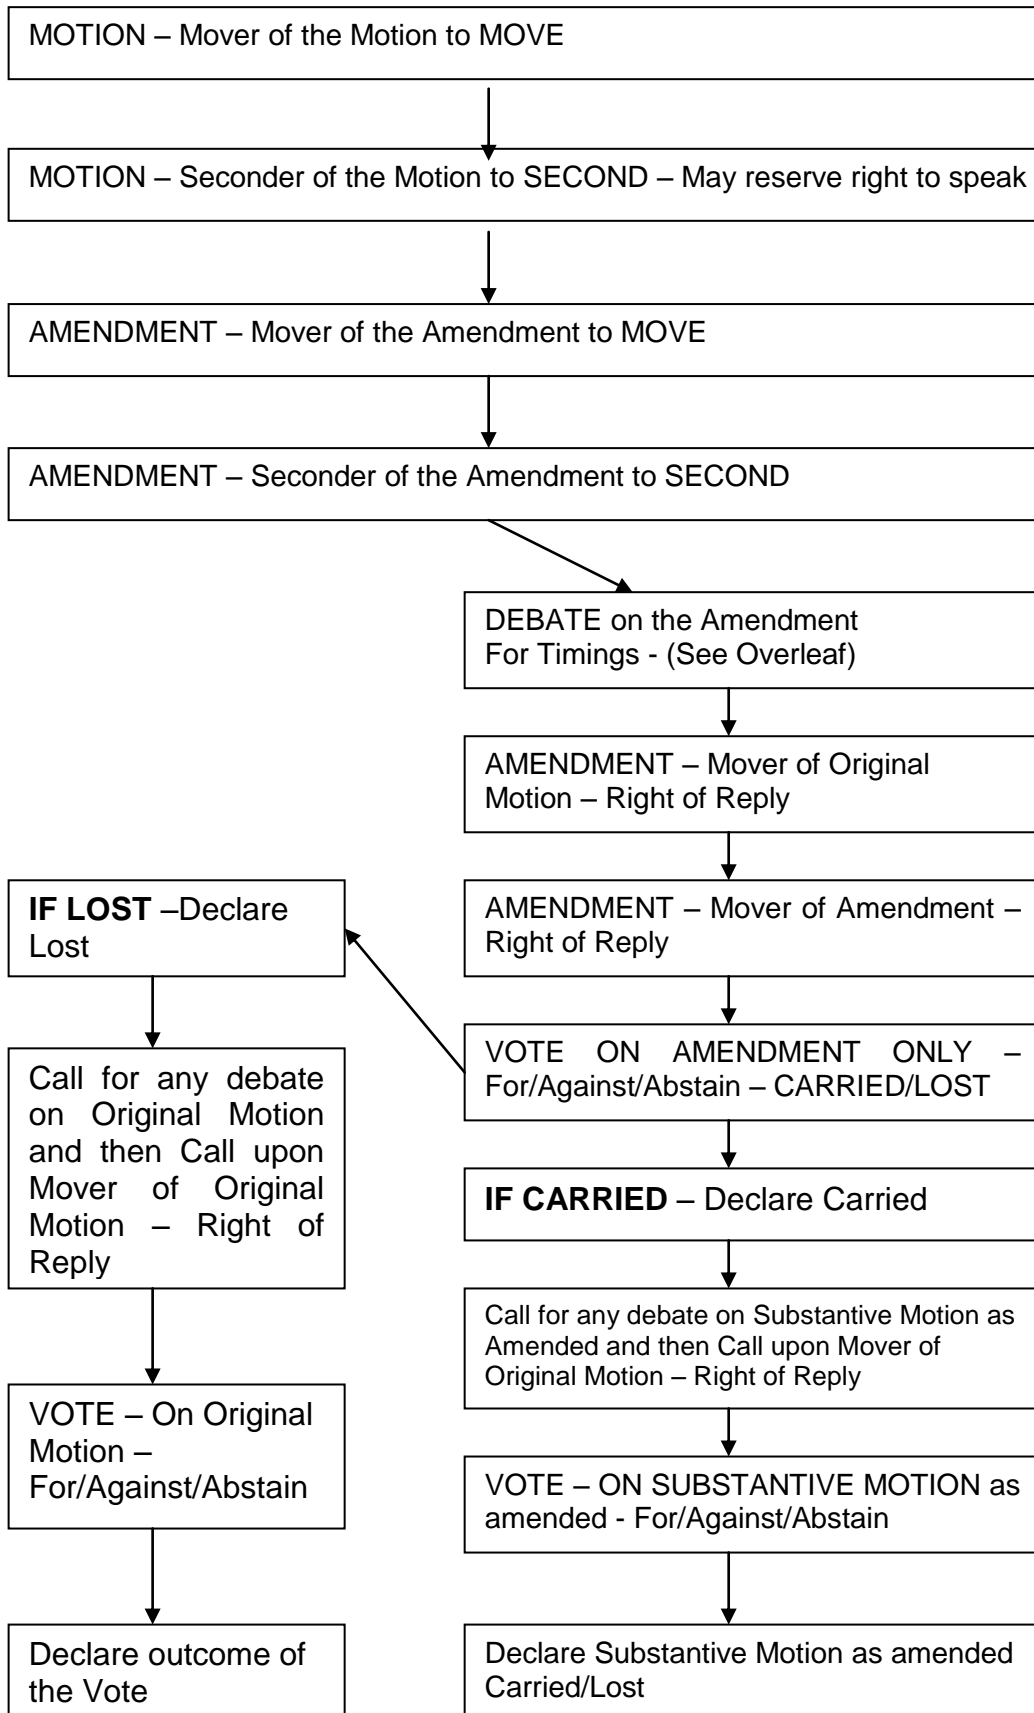 MOTION – Mover of the Motion to MOVE
MOTION – Seconder of the Motion to SECOND – May reserve right to speak
AMENDMENT – Mover of the Amendment to MOVE
AMENDMENT – Seconder of the Amendment to SECOND
DEBATE on the Amendment
For Timings - (See Overleaf)
AMENDMENT – Mover of Original
Motion – Right of Reply
AMENDMENT – Mover of Amendment –
Right of Reply
VOTE ON AMENDMENT ONLY –
For/Against/Abstain – CARRIED/LOST
IF LOST –Declare
Lost
Call for any debate
on Original Motion
and then Call upon
Mover of Original
Motion – Right of
Reply
VOTE – On Original
Motion –
For/Against/Abstain
Declare outcome of
the Vote
IF CARRIED – Declare Carried
Call for any debate on Substantive Motion as
Amended and then Call upon Mover of
Original Motion – Right of Reply
VOTE – ON SUBSTANTIVE MOTION as
amended - For/Against/Abstain
Declare Substantive Motion as amended
Carried/Lost